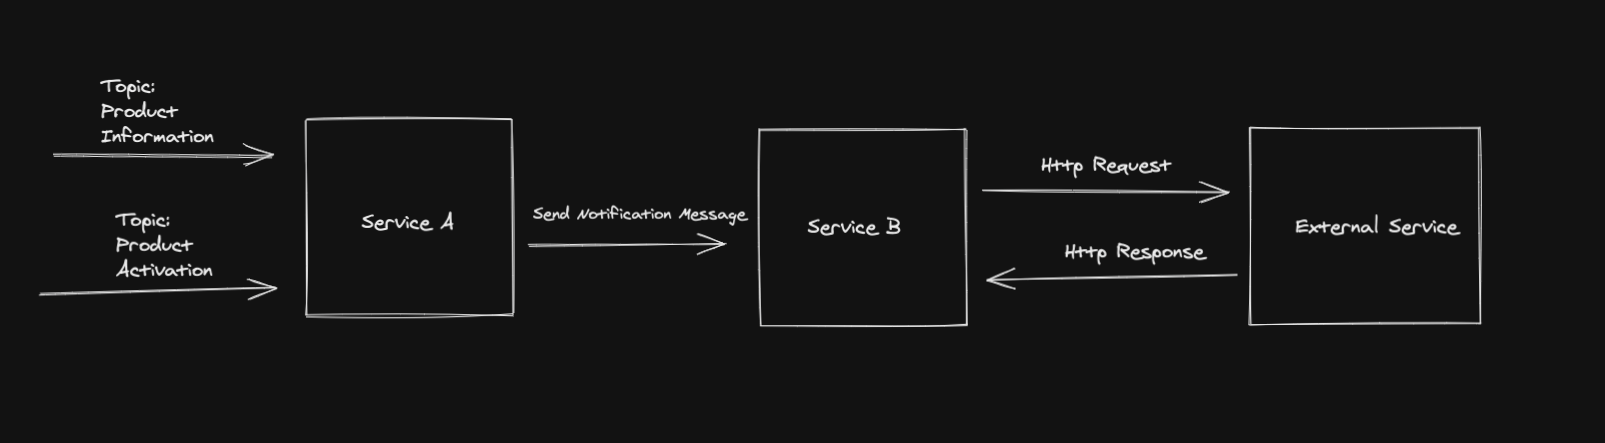 Topic:
Product
Information
Topic:
Product
Activation
Service A
Send Notification Message
Service B
Http Request
Http Response
External Service